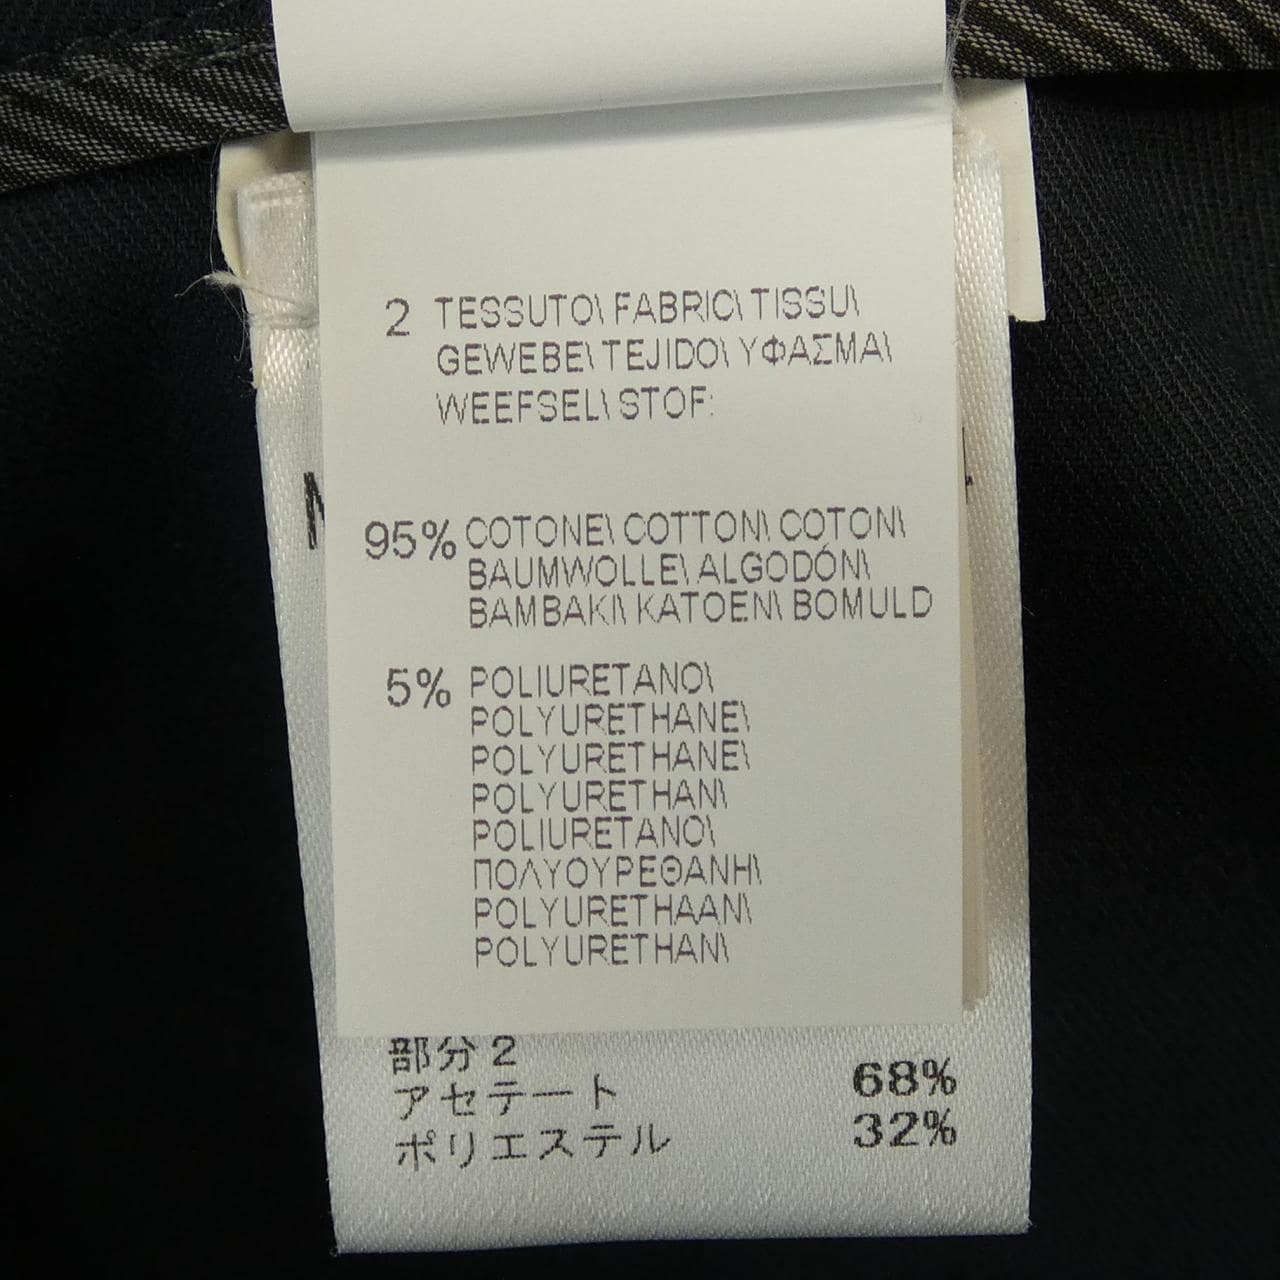 2 TESSUTO\ FABRIC\ TISSU\
GEWEBE\ TEJIDO\ ΥΦΑΣΜΑ\
WEEFSEL\ STOF:
95% COTONE\ COTTON\ COTON\
BAUMWOLLE\ ALGODÓN\
BAMBAKI\ KATOEN\ BOMULD
5% POLIURETANO\
POLYURETHANE\
POLYURETHANE\
POLYURETHAN\
POLIURETANO\
ΠΟΛΥΟΥΡΕΘΑΝΗ\
POLYURETHAAN\
POLYURETHAN\
部分2
アセテート 68%
ポリエステル 32%